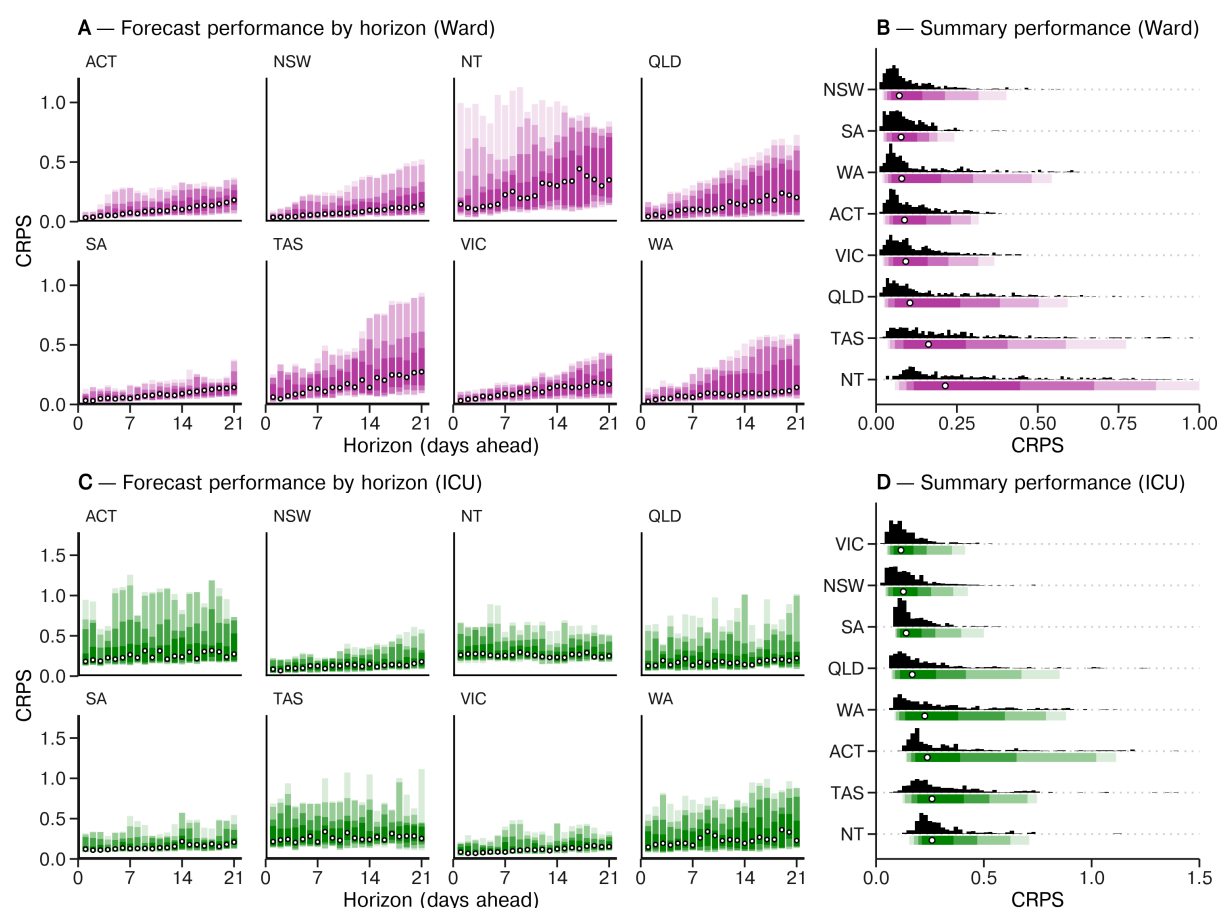 A — Forecast performance by horizon (Ward)
ACT NSW NT QLD
1.0
0.5
0.0
SA TAS VIC WA
1.0
0.5
0.0
CRPS
0 7 14 21 0 7 14 21 0 7 14 21 0 7 14 21
Horizon (days ahead)
B — Summary performance (Ward)
NSW
SA
WA
ACT
VIC
QLD
TAS
NT
0.00 0.25 0.50 0.75 1.00
CRPS
C — Forecast performance by horizon (ICU)
ACT NSW NT QLD
1.5
1.0
0.5
0.0
SA TAS VIC WA
1.5
1.0
0.5
0.0
CRPS
0 7 14 21 0 7 14 21 0 7 14 21 0 7 14 21
Horizon (days ahead)
D — Summary performance (ICU)
VIC
NSW
SA
QLD
WA
ACT
TAS
NT
0.0 0.5 1.0 1.5
CRPS